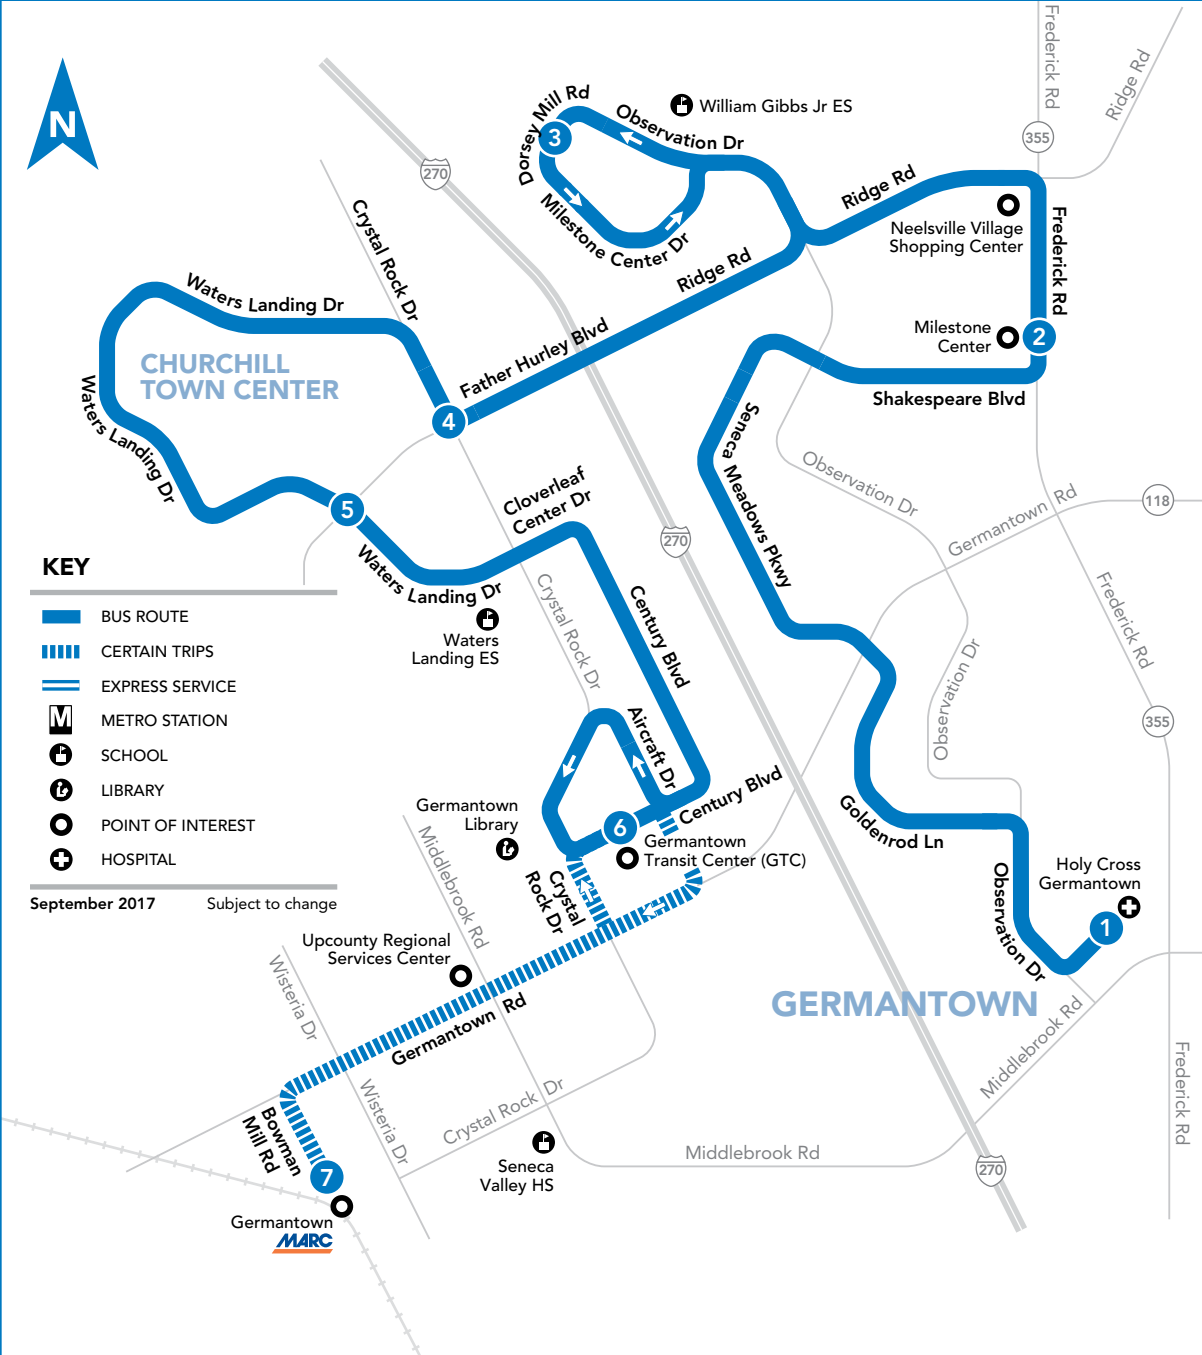 N
Frederick Rd
Ridge Rd
355
270
Dorsey Mill Rd
3
Observation Dr
William Gibbs Jr ES
Milestone Center Dr
Ridge Rd
Neelsville Village
Shopping Center
Frederick Rd
Ridge Rd
Crystal Rock Dr
Waters Landing Dr
Father Hurley Blvd
Milestone
Center
2
CHURCHILL
TOWN CENTER
Shakespeare Blvd
4
Waters Landing Dr
Seneca Meadows Pkwy
Observation Dr
Germantown Rd
118
5
Cloverleaf
Center Dr
270
Waters Landing Dr
Crystal Rock Dr
Century Blvd
Frederick Rd
Waters
Landing ES
Observation Dr
355
KEY
BUS ROUTE
CERTAIN TRIPS
EXPRESS SERVICE
M
METRO STATION
SCHOOL
LIBRARY
POINT OF INTEREST
HOSPITAL
September 2017
Subject to change
Aircraft Dr
Century Blvd
Germantown
Library
6
Germantown
Transit Center (GTC)
Middlebrook Rd
Crystal
Rock Dr
Goldenrod Ln
Holy Cross
Germantown
1
Observation Dr
Upcounty Regional
Services Center
Wisteria Dr
Germantown Rd
GERMANTOWN
Middlebrook Rd
Frederick Rd
Bowman
Mill Rd
Wisteria Dr
Crystal Rock Dr
Seneca
Valley HS
Middlebrook Rd
270
7
Germantown
MARC